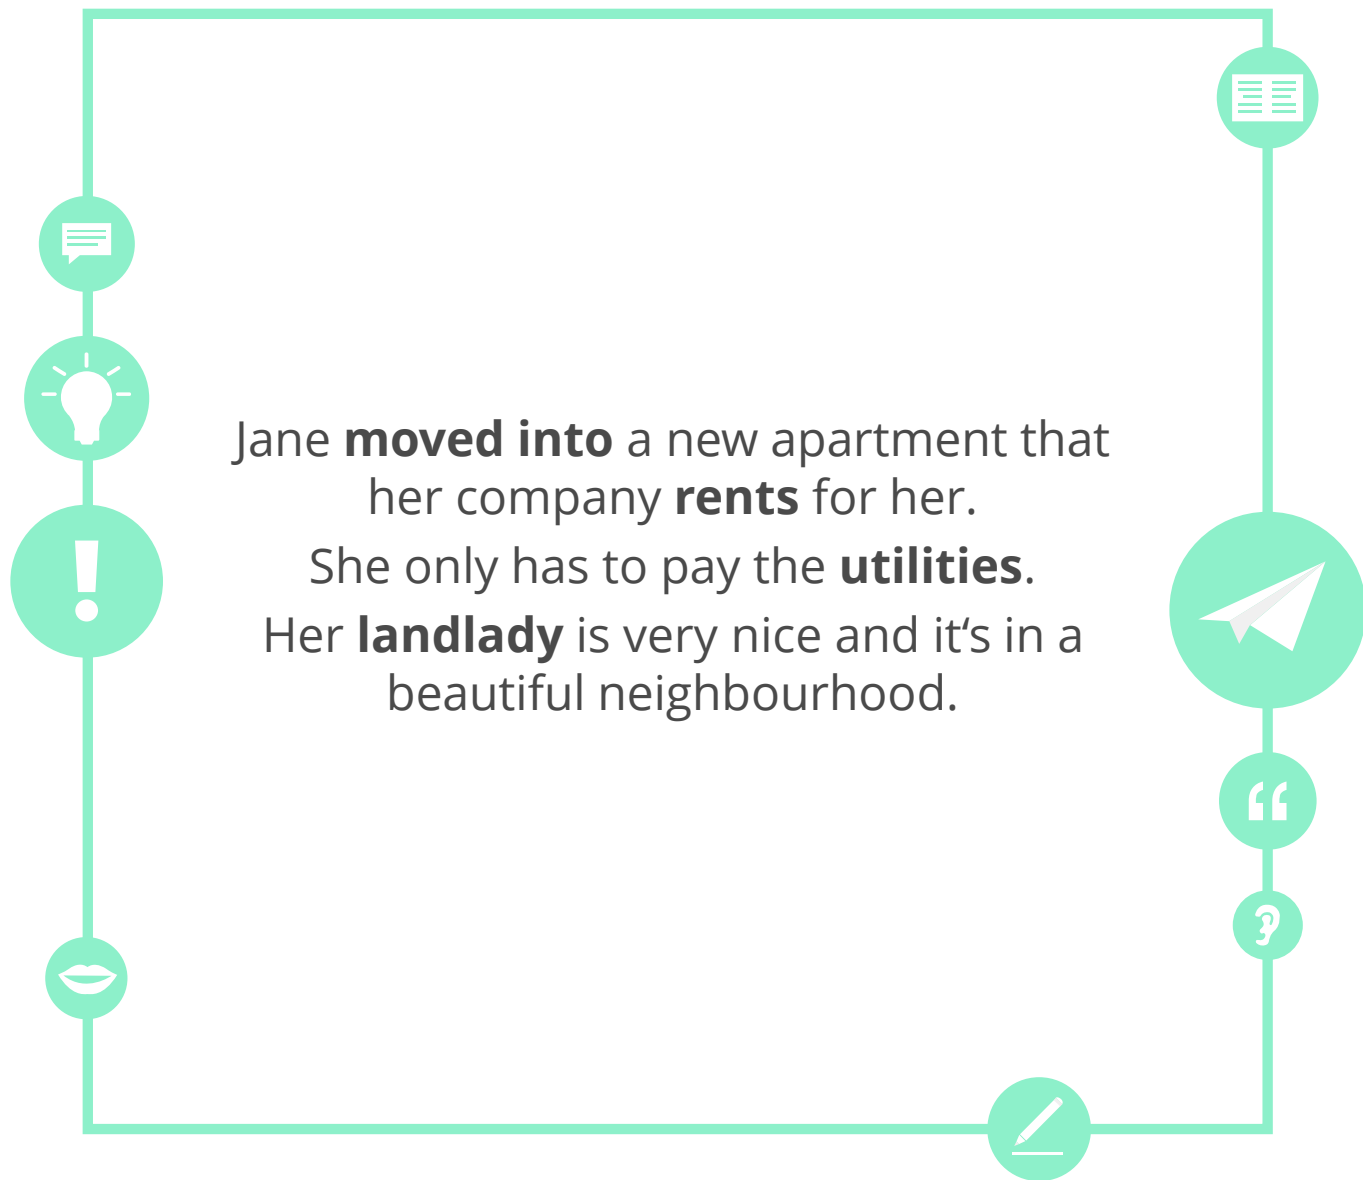 Jane moved into a new apartment that
her company rents for her.
She only has to pay the utilities.
Her landlady is very nice and it‘s in a
beautiful neighbourhood.